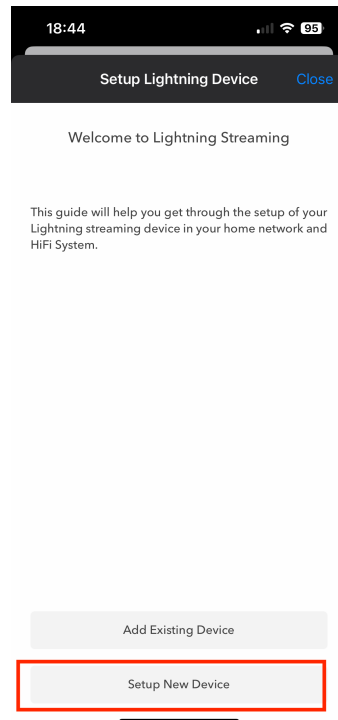 18:44
95
Setup Lightning Device
Close
Welcome to Lightning Streaming
This guide will help you get through the setup of your
Lightning streaming device in your home network and
HiFi System.
Add Existing Device
Setup New Device